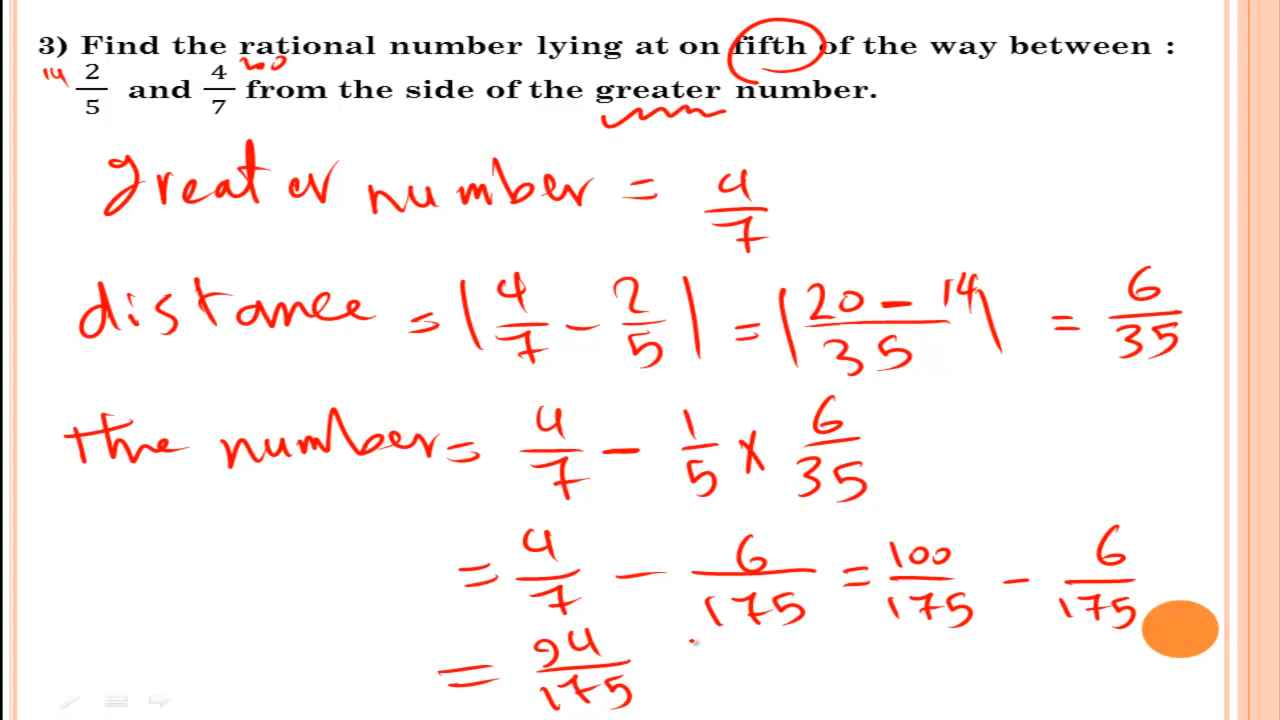 3) Find the rational number lying at on fifth of the way between :
14 2/5 and 20 4/7 from the side of the greater number.
greater number = 4/7
distance = |4/7 - 2/5| = |20 - 14/35| = 6/35
the number = 4/7 - 1/5 × 6/35
= 4/7 - 6/175 = 100/175 - 6/175
= 94/175